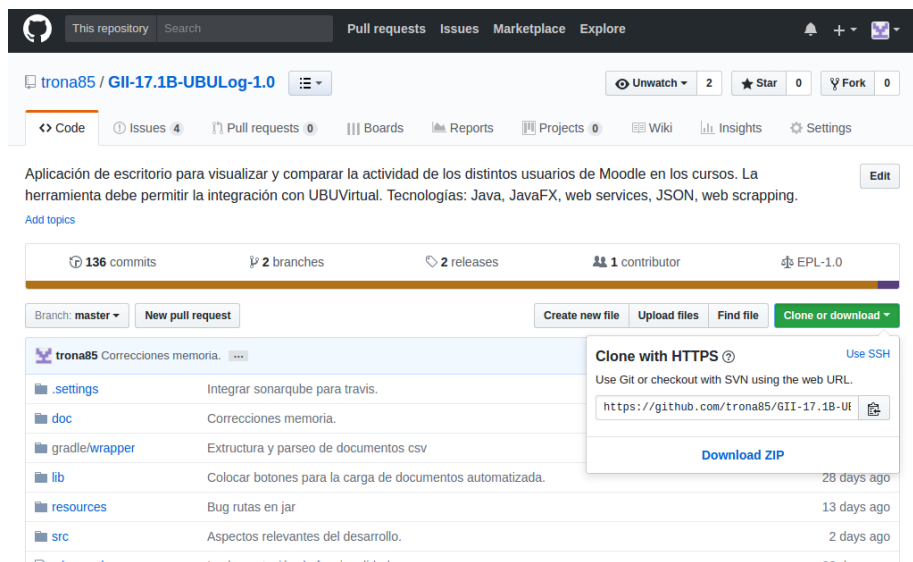 This repository Search Pull requests Issues Marketplace Explore
trona85 / GII-17.1B-UBULog-1.0 Unwatch 2 Star 0 Fork 0
Code Issues 4 Pull requests 0 Boards Reports Projects 0 Wiki Insights Settings
Aplicación de escritorio para visualizar y comparar la actividad de los distintos usuarios de Moodle en los cursos. La Edit
herramienta debe permitir la integración con UBUVirtual. Tecnologías: Java, JavaFX, web services, JSON, web scrapping.
Add topics
136 commits 2 branches 2 releases 1 contributor EPL-1.0
Branch: master New pull request Create new file Upload files Find file Clone or download
trona85 Correcciones memoria. ...
Clone with HTTPS Use SSH
Use Git or checkout with SVN using the web URL.
https://github.com/trona85/GII-17.1B-UB
Download ZIP
.settings Integrar sonarqube para travis.
doc Correcciones memoria.
gradle/wrapper Extructura y parseo de documentos csv
lib Colocar botones para la carga de documentos automatizada. 28 days ago
resources Bug rutas en jar 13 days ago
src Aspectos relevantes del desarrollo. 2 days ago